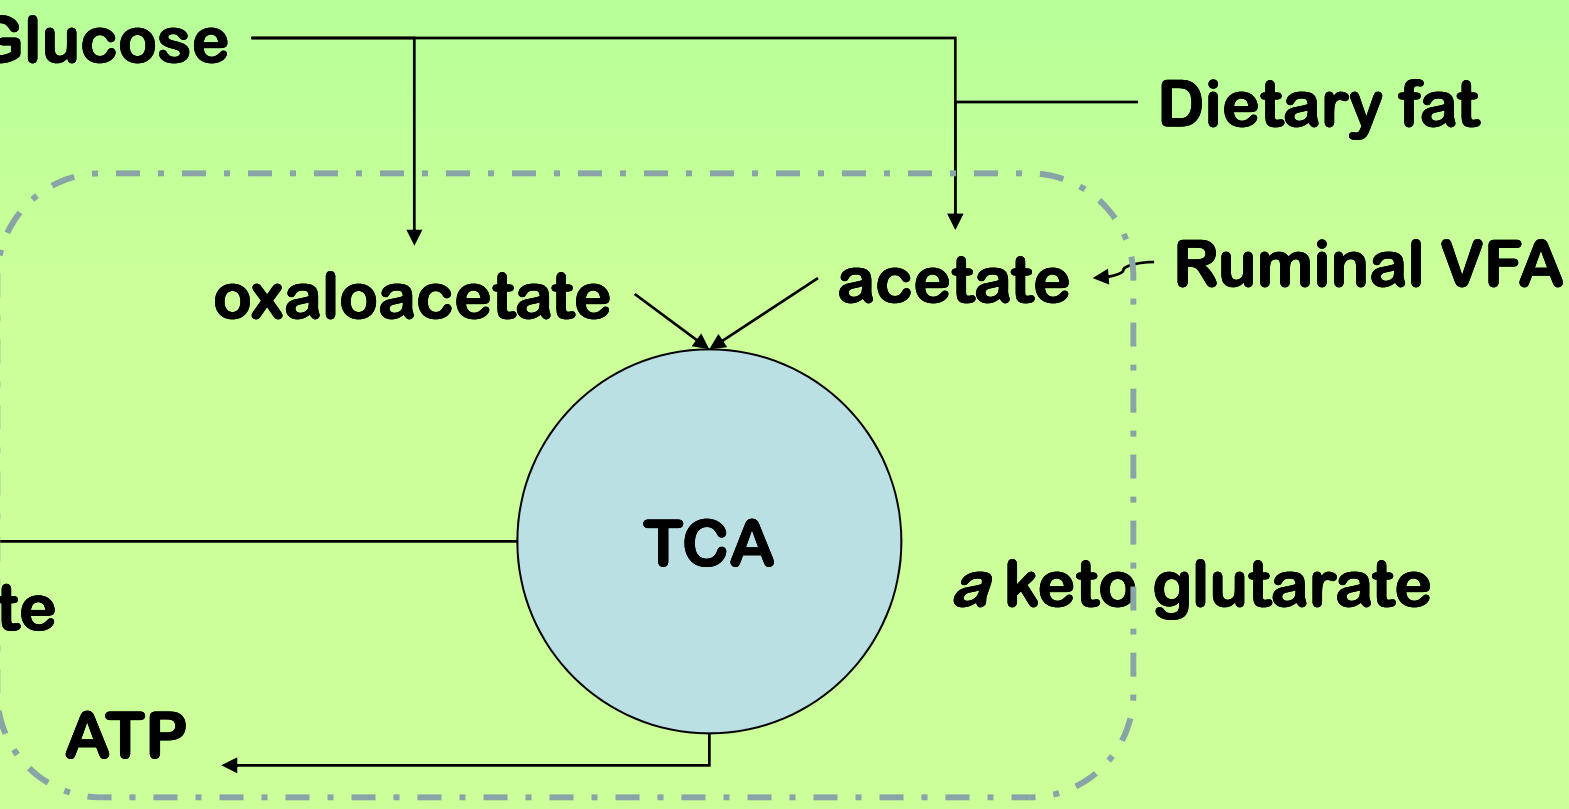 Glucose
Dietary fat
Ruminal VFA
oxaloacetate
acetate
TCA
a keto glutarate
te
ATP